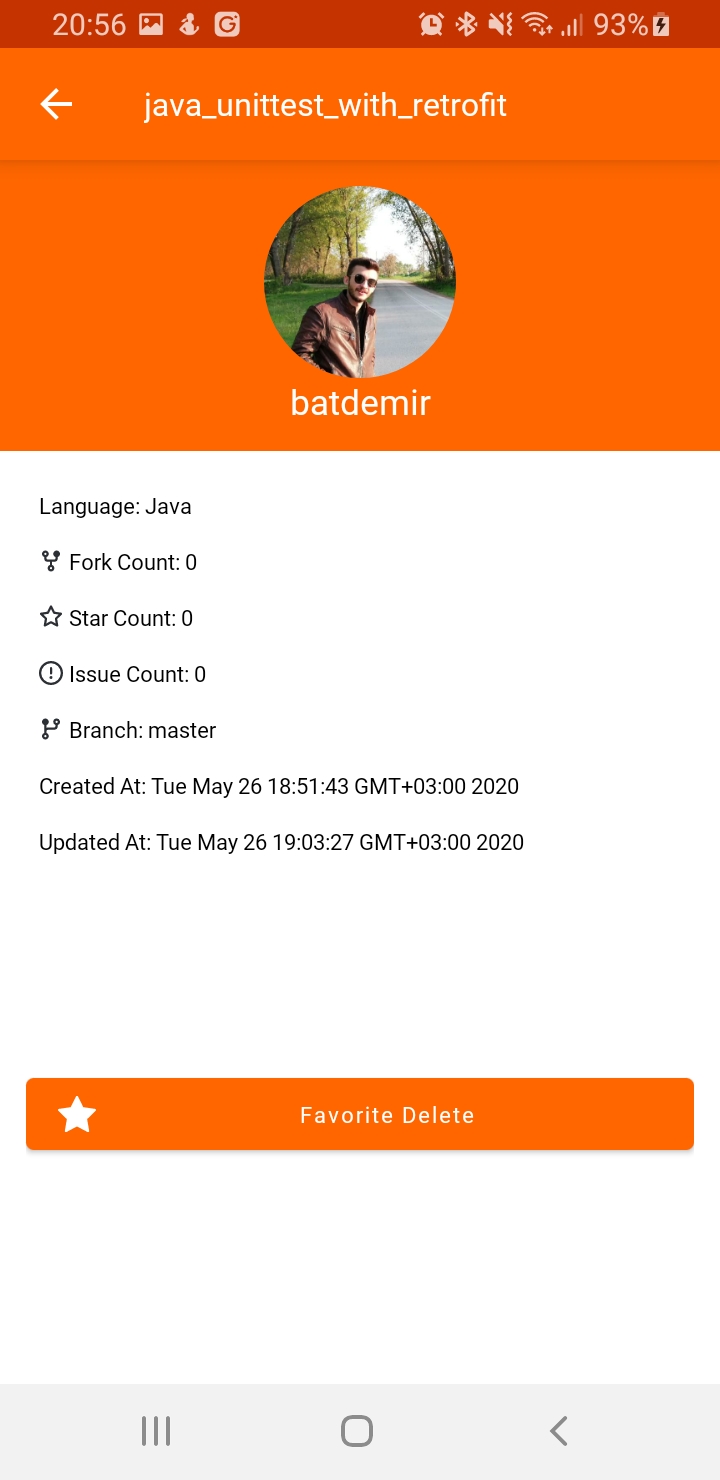 20:56 93%
java_unittest_with_retrofit
batdemir
Language: Java
Fork Count: 0
Star Count: 0
Issue Count: 0
Branch: master
Created At: Tue May 26 18:51:43 GMT+03:00 2020
Updated At: Tue May 26 19:03:27 GMT+03:00 2020
Favorite Delete